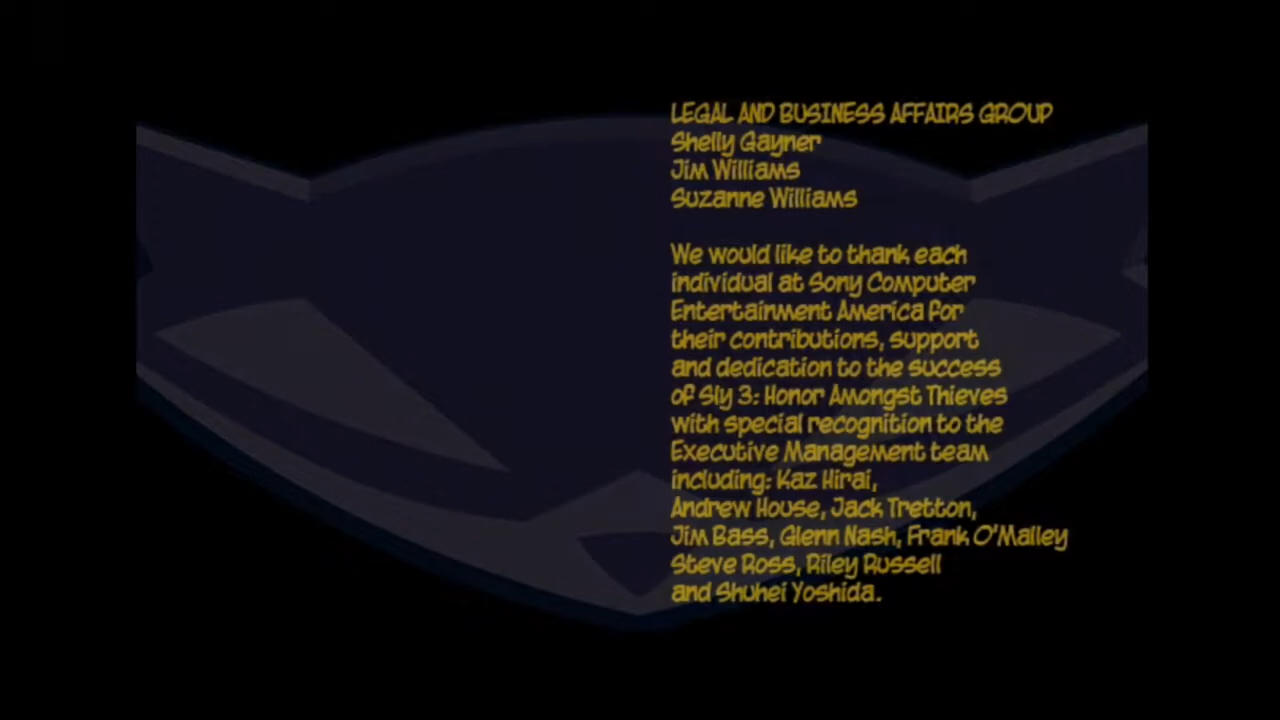 LEGAL AND BUSINESS AFFAIRS GROUP
Shelly Gayner
Jim Williams
Suzanne Williams
We would like to thank each
individual at Sony Computer
Entertainment America for
their contributions, support
and dedication to the success
of Sly 3: Honor Amongst Thieves
with special recognition to the
Executive Management team
including: Kaz Hirai,
Andrew House, Jack Tretton,
Jim Bass, Glenn Nash, Frank O'Malley
Steve Ross, Riley Russell
and Shuhei Yoshida.